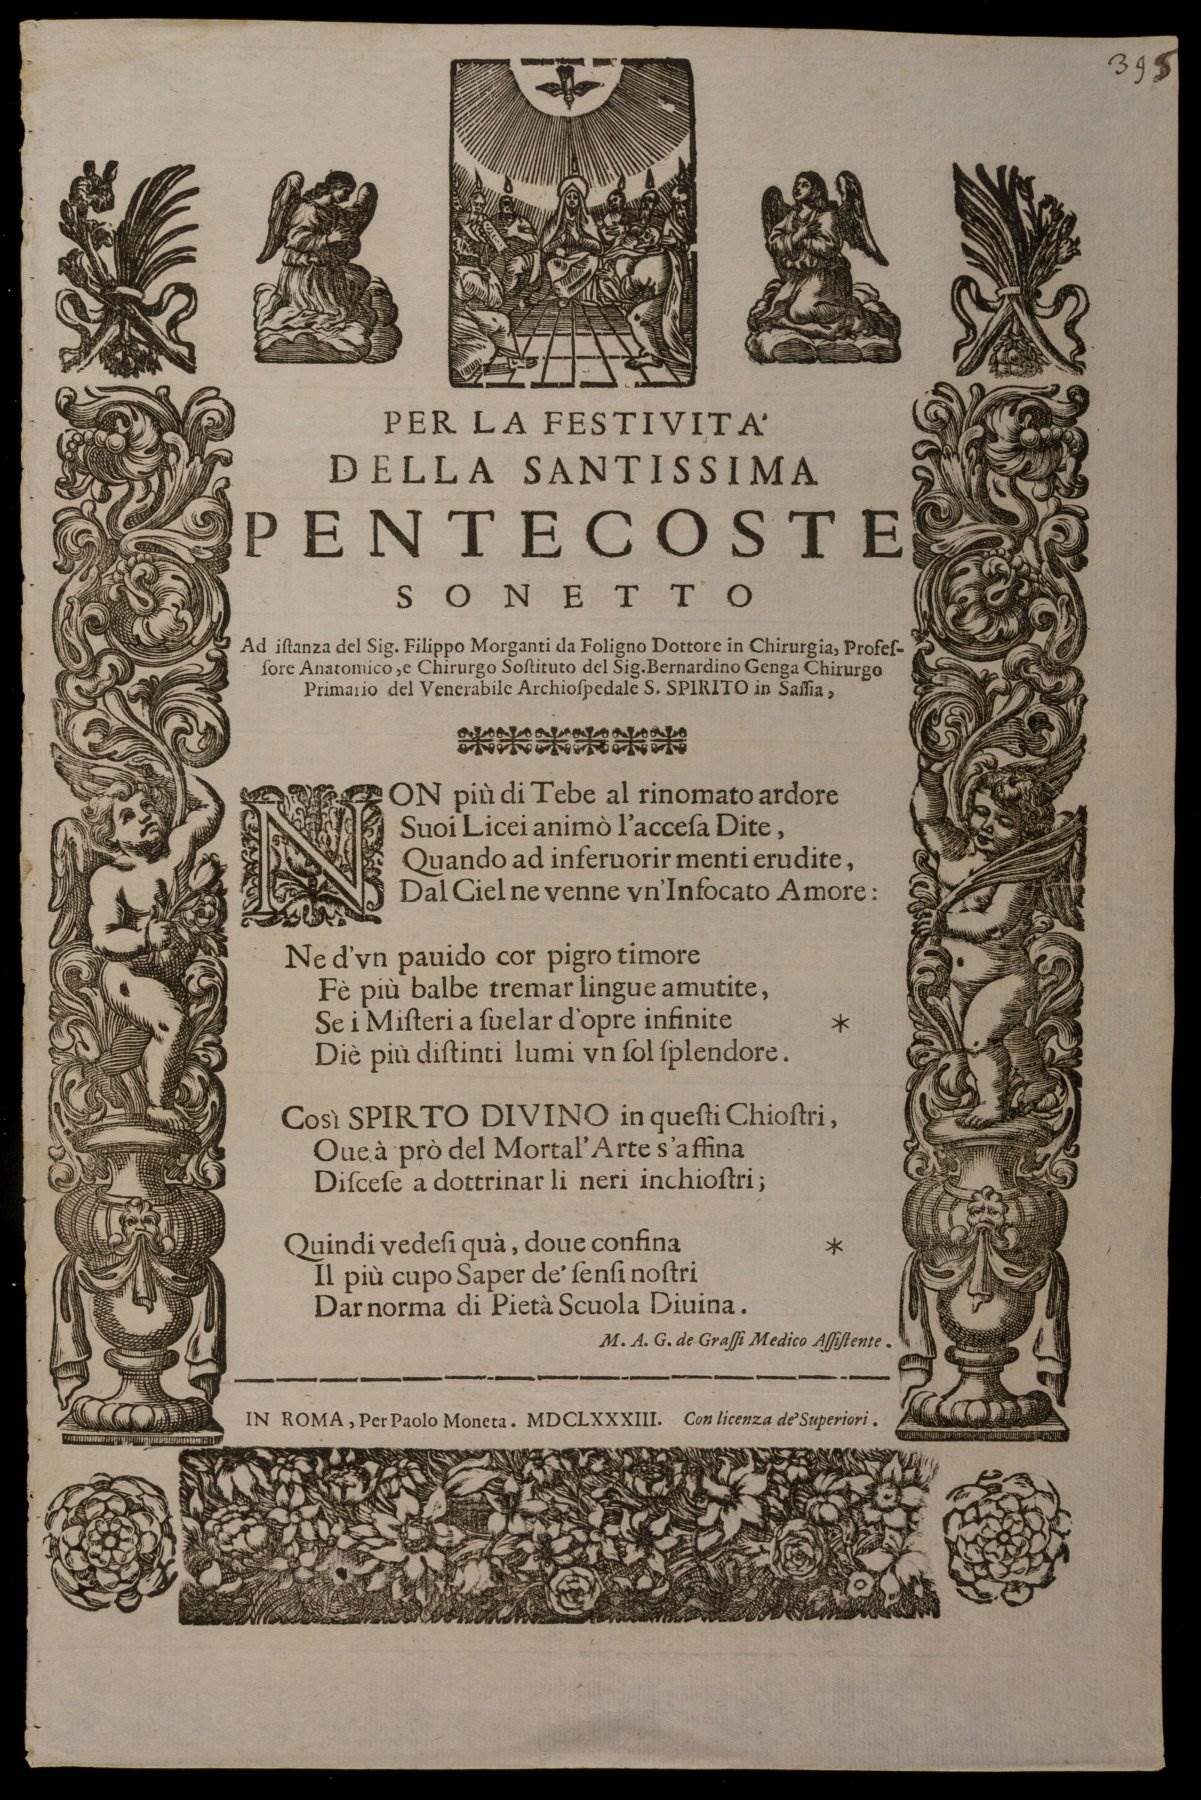 395
PER LA FESTIVITA'
DELLA SANTISSIMA
PENTECOSTE
SONETTO
Ad iſtanza del Sig. Filippo Morganti da Foligno Dottore in Chirurgia, Profeſ-
ſore Anatomico, e Chirurgo Soſtituto del Sig. Bernardino Genga Chirurgo
Primario del Venerabile Archioſpedale S. SPIRITO in Saſſia,
NON più di Tebe al rinomato ardore
Suoi Licei animò l'acceſa Dite,
Quando ad inferuorir menti erudite,
Dal Ciel ne venne vn'Infocato Amore:
Ne d'vn pauido cor pigro timore
Fè più balbe tremar lingue amutite,
Se i Miſteri a ſuelar d'opre infinite *
Diè più diſtinti lumi vn ſol ſplendore.
Così SPIRTO DIVINO in queſti Chioſtri,
Oue à prò del Mortal'Arte s'affina
Diſceſe a dottrinar li neri inchioſtri;
Quindi vedeſi quà, doue confina *
Il più cupo Saper de' ſenſi noſtri
Dar norma di Pietà Scuola Diuina.
M. A. G. de Graſſi Medico Aſſiſtente.
IN ROMA, Per Paolo Moneta. MDCLXXXIII. Con licenza de' Superiori.